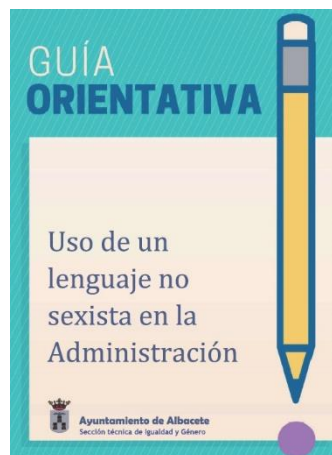 GUÍA
ORIENTATIVA
Uso de un
lenguaje no
sexista en la
Administración
Ayuntamiento de Albacete
Sección técnica de Igualdad y Género